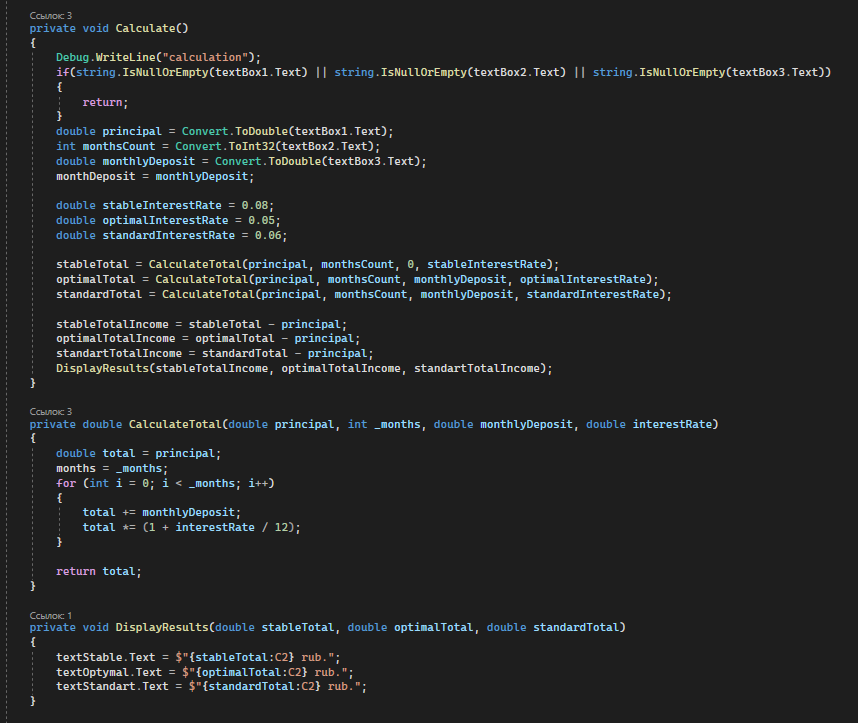 Ссылок: 3
private void Calculate()
{
Debug.WriteLine("calculation");
if(string.IsNullOrEmpty(textBox1.Text) || string.IsNullOrEmpty(textBox2.Text) || string.IsNullOrEmpty(textBox3.Text))
{
return;
}
double principal = Convert.ToDouble(textBox1.Text);
int monthsCount = Convert.ToInt32(textBox2.Text);
double monthlyDeposit = Convert.ToDouble(textBox3.Text);
monthDeposit = monthlyDeposit;
double stableInterestRate = 0.08;
double optimalInterestRate = 0.05;
double standardInterestRate = 0.06;
stableTotal = CalculateTotal(principal, monthsCount, 0, stableInterestRate);
optimalTotal = CalculateTotal(principal, monthsCount, monthlyDeposit, optimalInterestRate);
standardTotal = CalculateTotal(principal, monthsCount, monthlyDeposit, standardInterestRate);
stableTotalIncome = stableTotal - principal;
optimalTotalIncome = optimalTotal - principal;
standartTotalIncome = standardTotal - principal;
DisplayResults(stableTotalIncome, optimalTotalIncome, standartTotalIncome);
}
Ссылок: 3
private double CalculateTotal(double principal, int _months, double monthlyDeposit, double interestRate)
{
double total = principal;
months = _months;
for (int i = 0; i < _months; i++)
{
total += monthlyDeposit;
total *= (1 + interestRate / 12);
}
return total;
}
Ссылок: 1
private void DisplayResults(double stableTotal, double optimalTotal, double standardTotal)
{
textStable.Text = $"{stableTotal:C2} rub.";
textOptymal.Text = $"{optimalTotal:C2} rub.";
textStandart.Text = $"{standardTotal:C2} rub.";
}